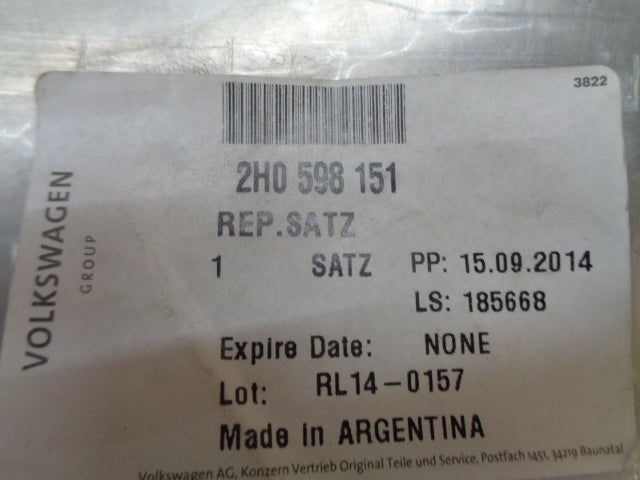 3822
VOLKSWAGEN
GROUP
2H0 598 151
REP.SATZ
1 SATZ PP: 15.09.2014
LS: 185668
Expire Date: NONE
Lot: RL14-0157
Made in ARGENTINA
Volkswagen AG, Konzern Vertrieb Original Teile und Service, Postfach 1451, 34219 Baunatal